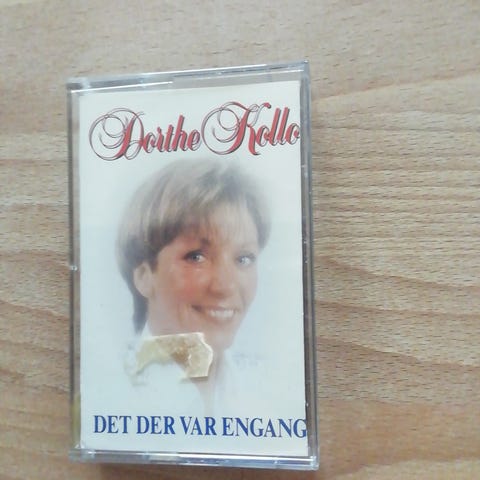 Dorthe Kollo
DET DER VAR ENGANG